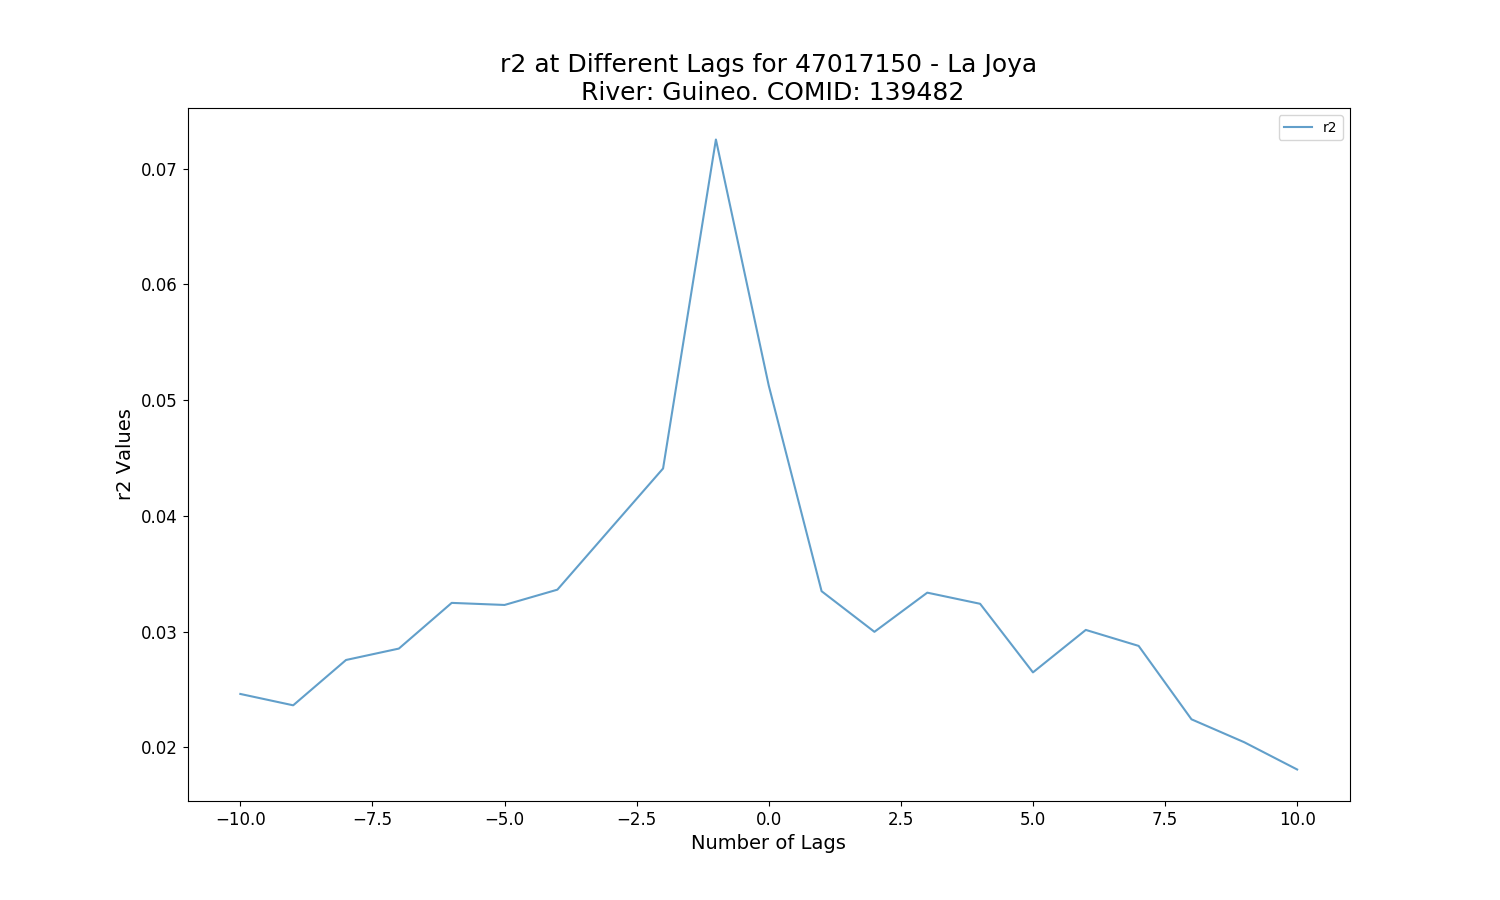 r2 at Different Lags for 47017150 - La Joya
River: Guineo. COMID: 139482
r2
0.07
0.06
0.05
0.04
0.03
0.02
r2 Values
−10.0 −7.5 −5.0 −2.5 0.0 2.5 5.0 7.5 10.0
Number of Lags